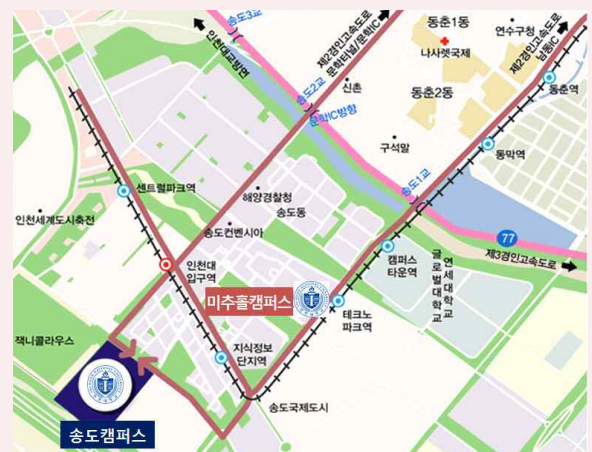 송도3교
인천대교방면
제2경인고속도로
문학터널/문학IC
동춘1동
연수구청
제2경인고속도로
남동IC
나사렛국제
송도2교
신촌
동춘2동
동춘역
문학IC방향
구석말
동막역
센트럴파크역
해양경찰청
송도동
송도1교
인천세계도시축전
송도컨벤시아
77
캠퍼스
타운역
연세대학교
글로벌대학교
제3경인고속도로
인천대
입구역
미추홀캠퍼스
테크노
파크역
잭니콜라우스
지식정보
단지역
송도국제도시
송도캠퍼스